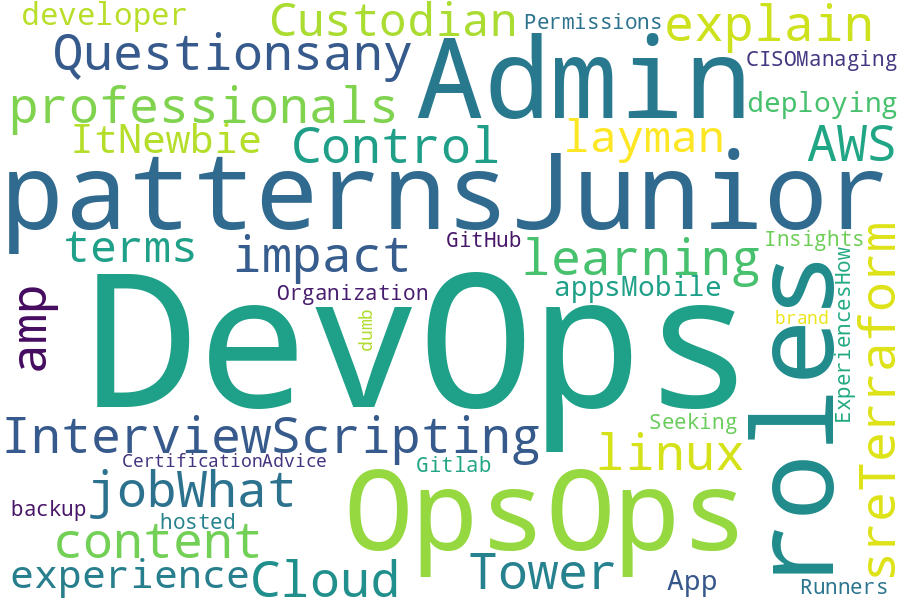 developer
Custodian
Permissions
explain
Questionsany
Admin
CISOManaging
professionals
deploying
ItNewbie
Control
layman
AWS
patternsJunior
terms
impact
GitHub
learning
Insights
amp
Organization
appsMobile
DevOps
dumb
brand
roles
ExperiencesHow
sreTerraform
InterviewScripting
Seeking
linux
CertificationAdvice
Gitlab
jobWhat
OpsOps
backup
hosted
content
experience
Cloud
Tower
App
Runners